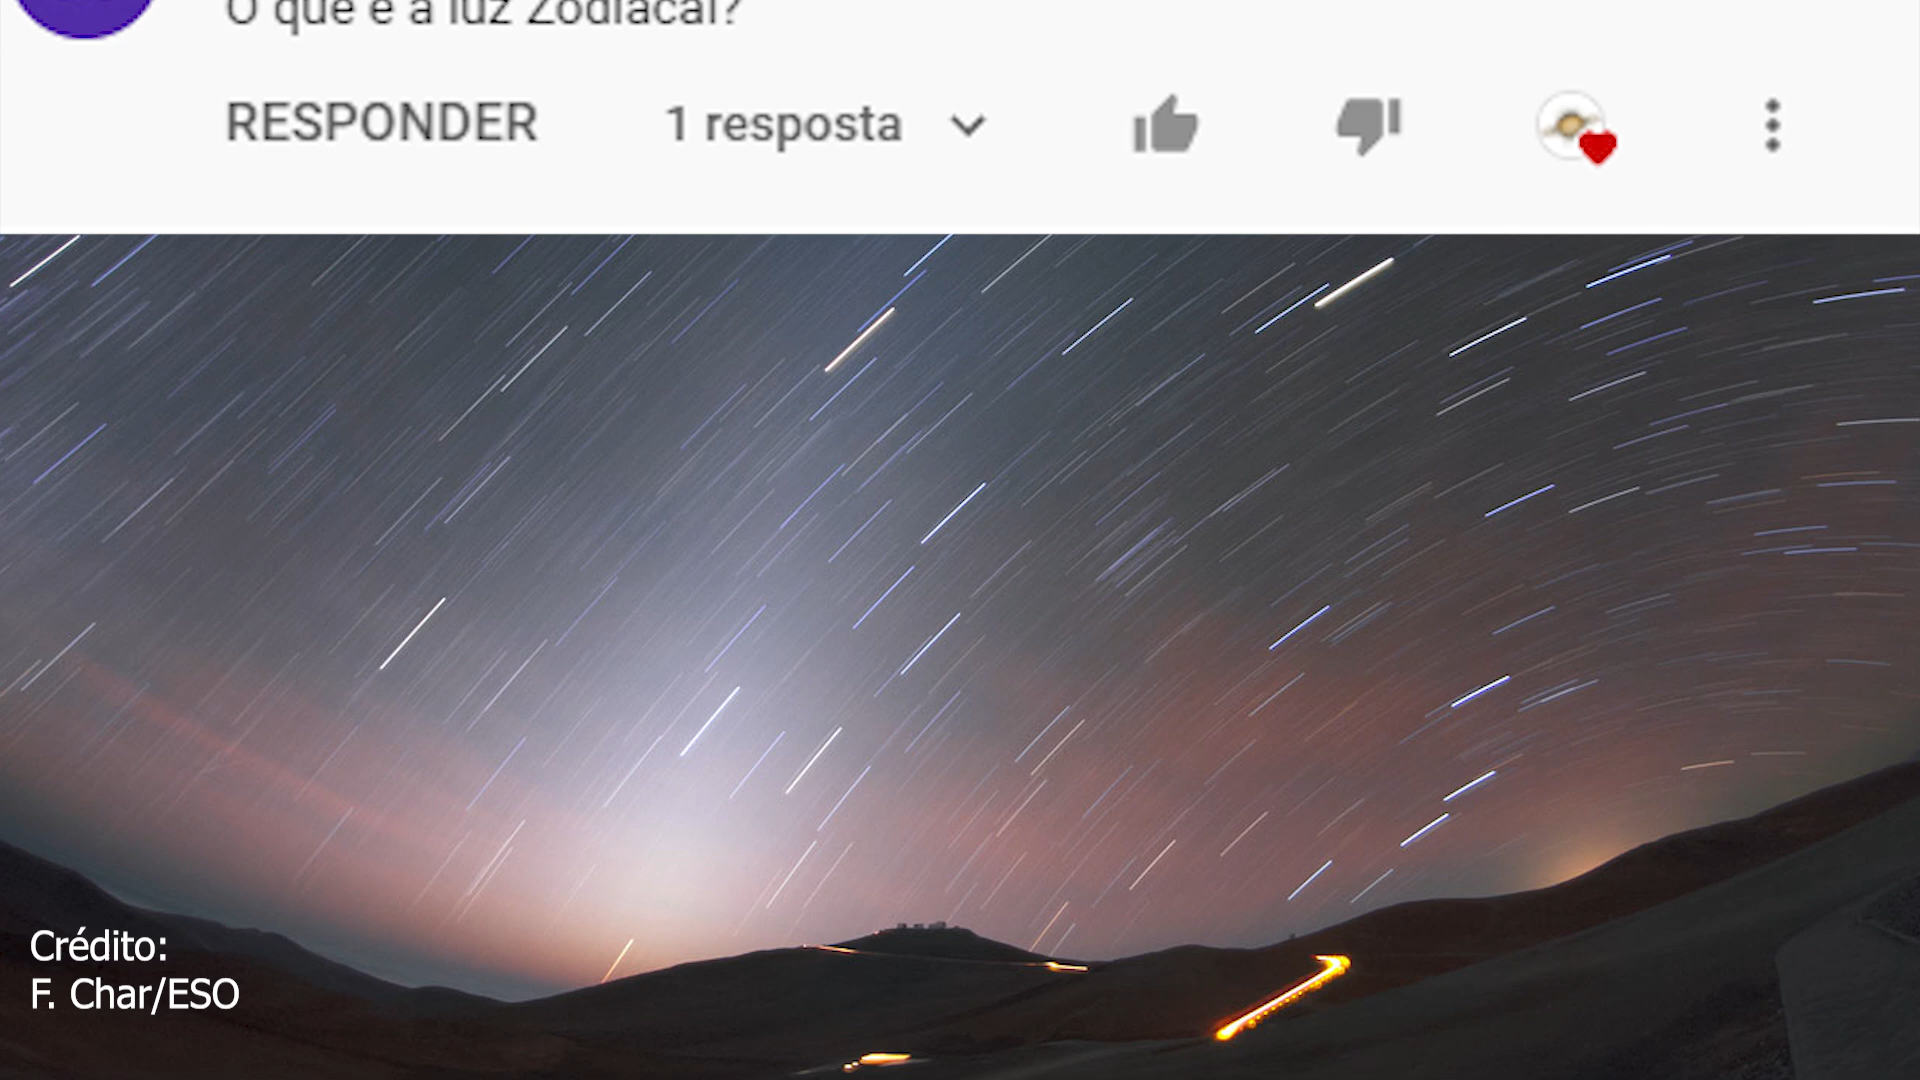 O que é a luz Zodiacal?
RESPONDER
1 resposta
Crédito:
F. Char/ESO